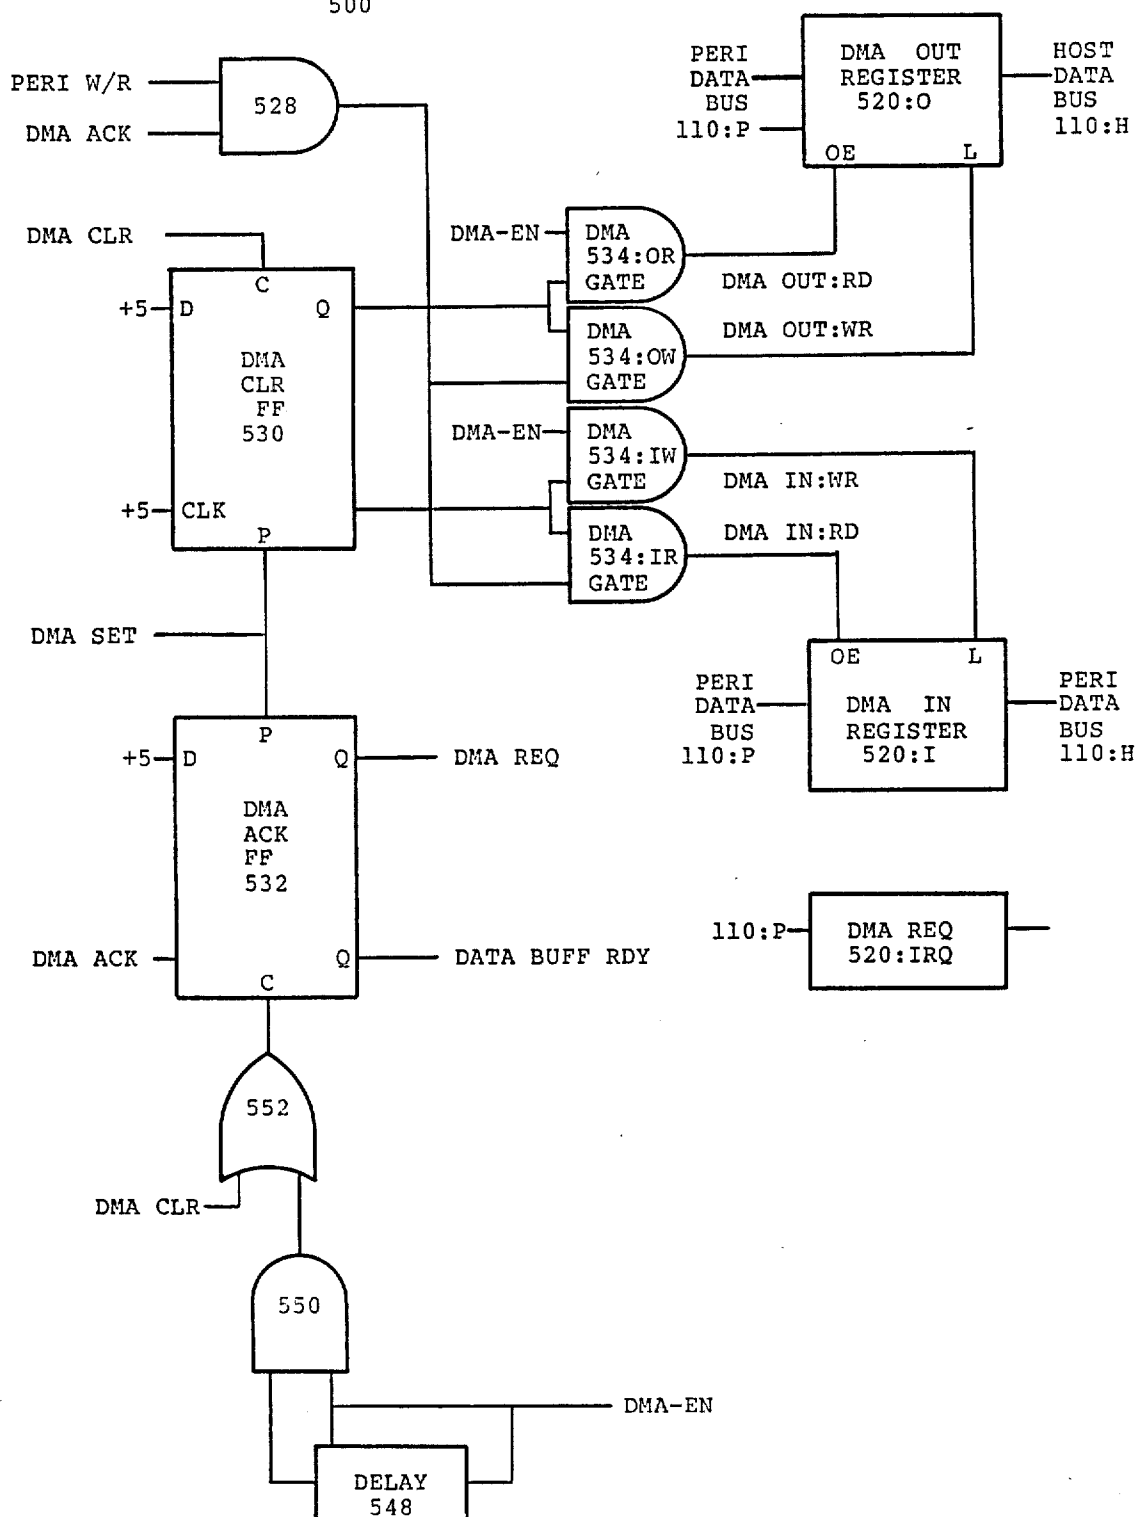 500
PERI W/R
DMA ACK
528
PERI
DATA
BUS
110:P
DMA OUT
REGISTER
520:O
OE
L
HOST
DATA
BUS
110:H
DMA CLR
C
+5
D
Q
DMA
CLR
FF
530
+5
CLK
P
DMA-EN
DMA
534:OR
GATE
DMA OUT:RD
DMA
534:OW
GATE
DMA OUT:WR
DMA-EN
DMA
534:IW
GATE
DMA IN:WR
DMA
534:IR
GATE
DMA IN:RD
DMA SET
P
+5
D
Q
DMA REQ
DMA
ACK
FF
532
DMA ACK
Q
DATA BUFF RDY
C
PERI
DATA
BUS
110:P
OE
L
DMA IN
REGISTER
520:I
PERI
DATA
BUS
110:H
110:P
DMA REQ
520:IRQ
552
DMA CLR
550
DMA-EN
DELAY
548